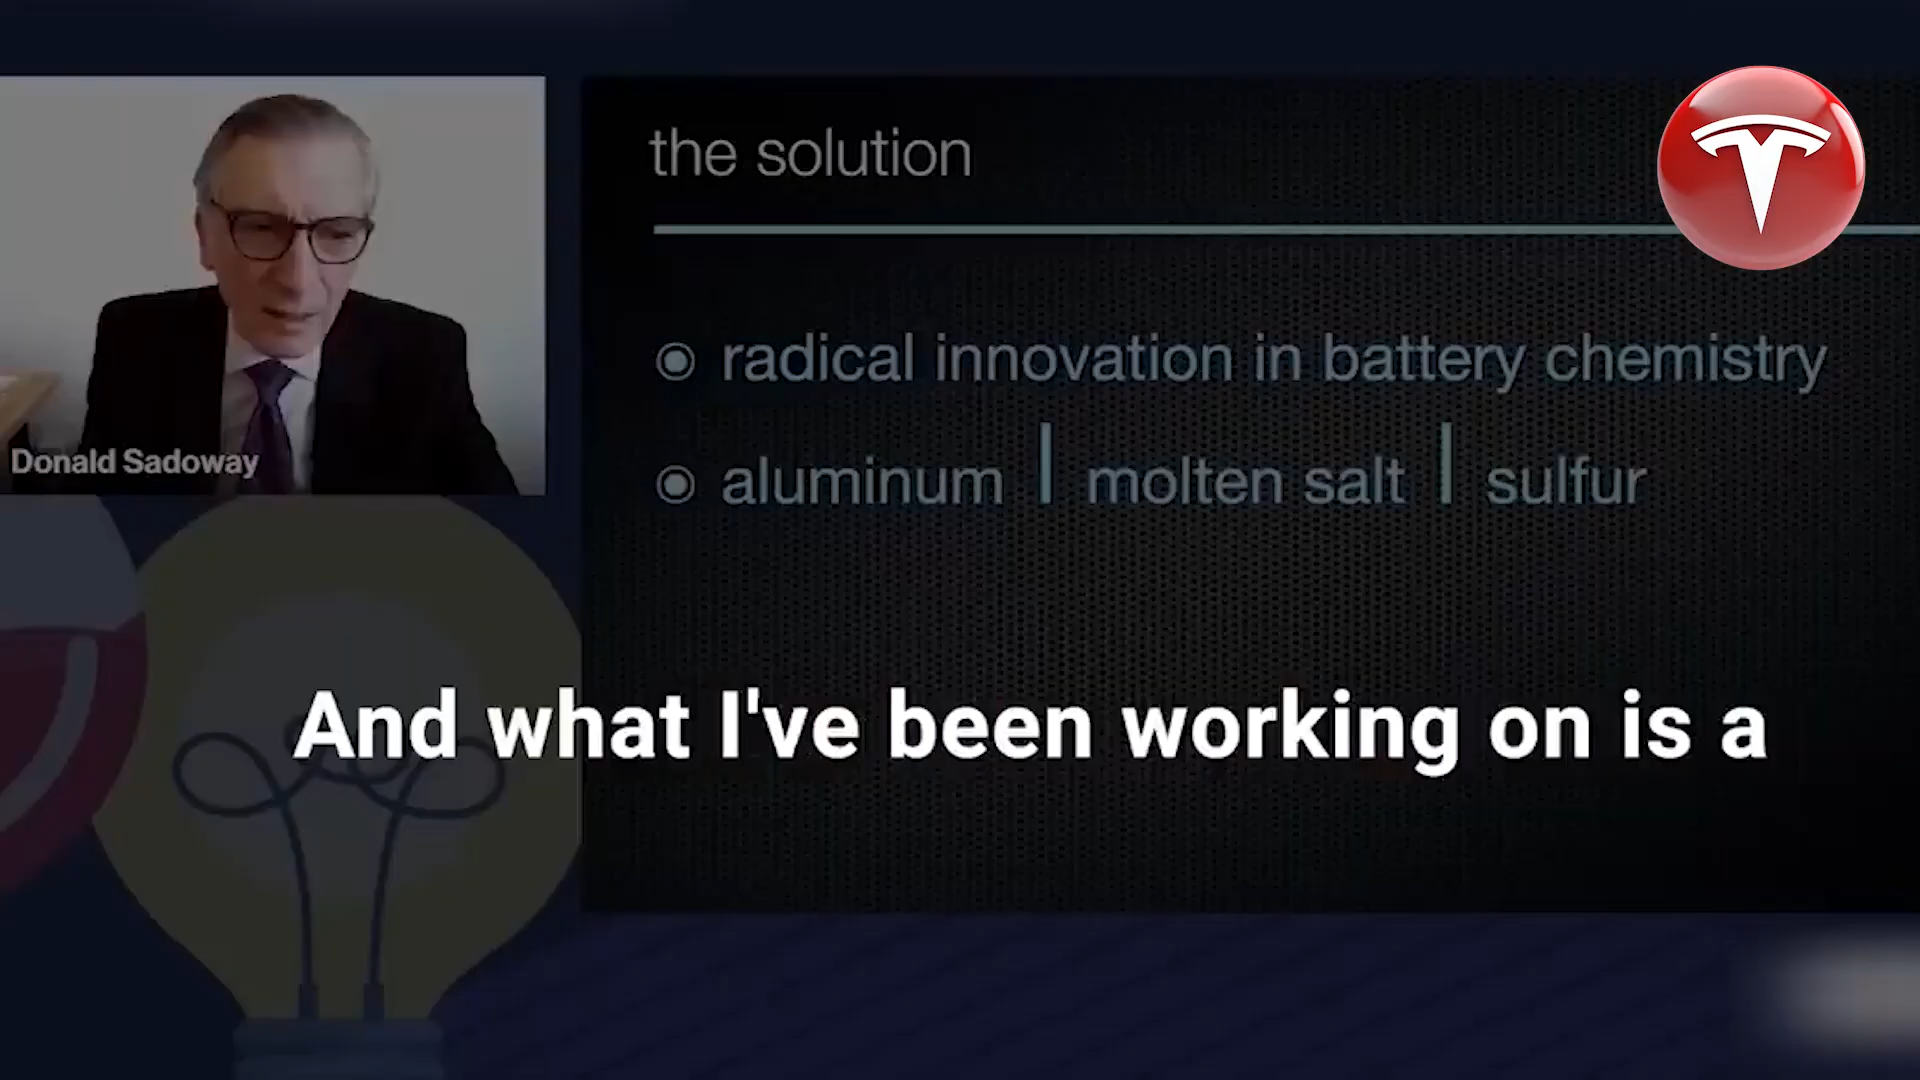 the solution
radical innovation in battery chemistry
aluminum | molten salt | sulfur
Donald Sadoway
And what I've been working on is a